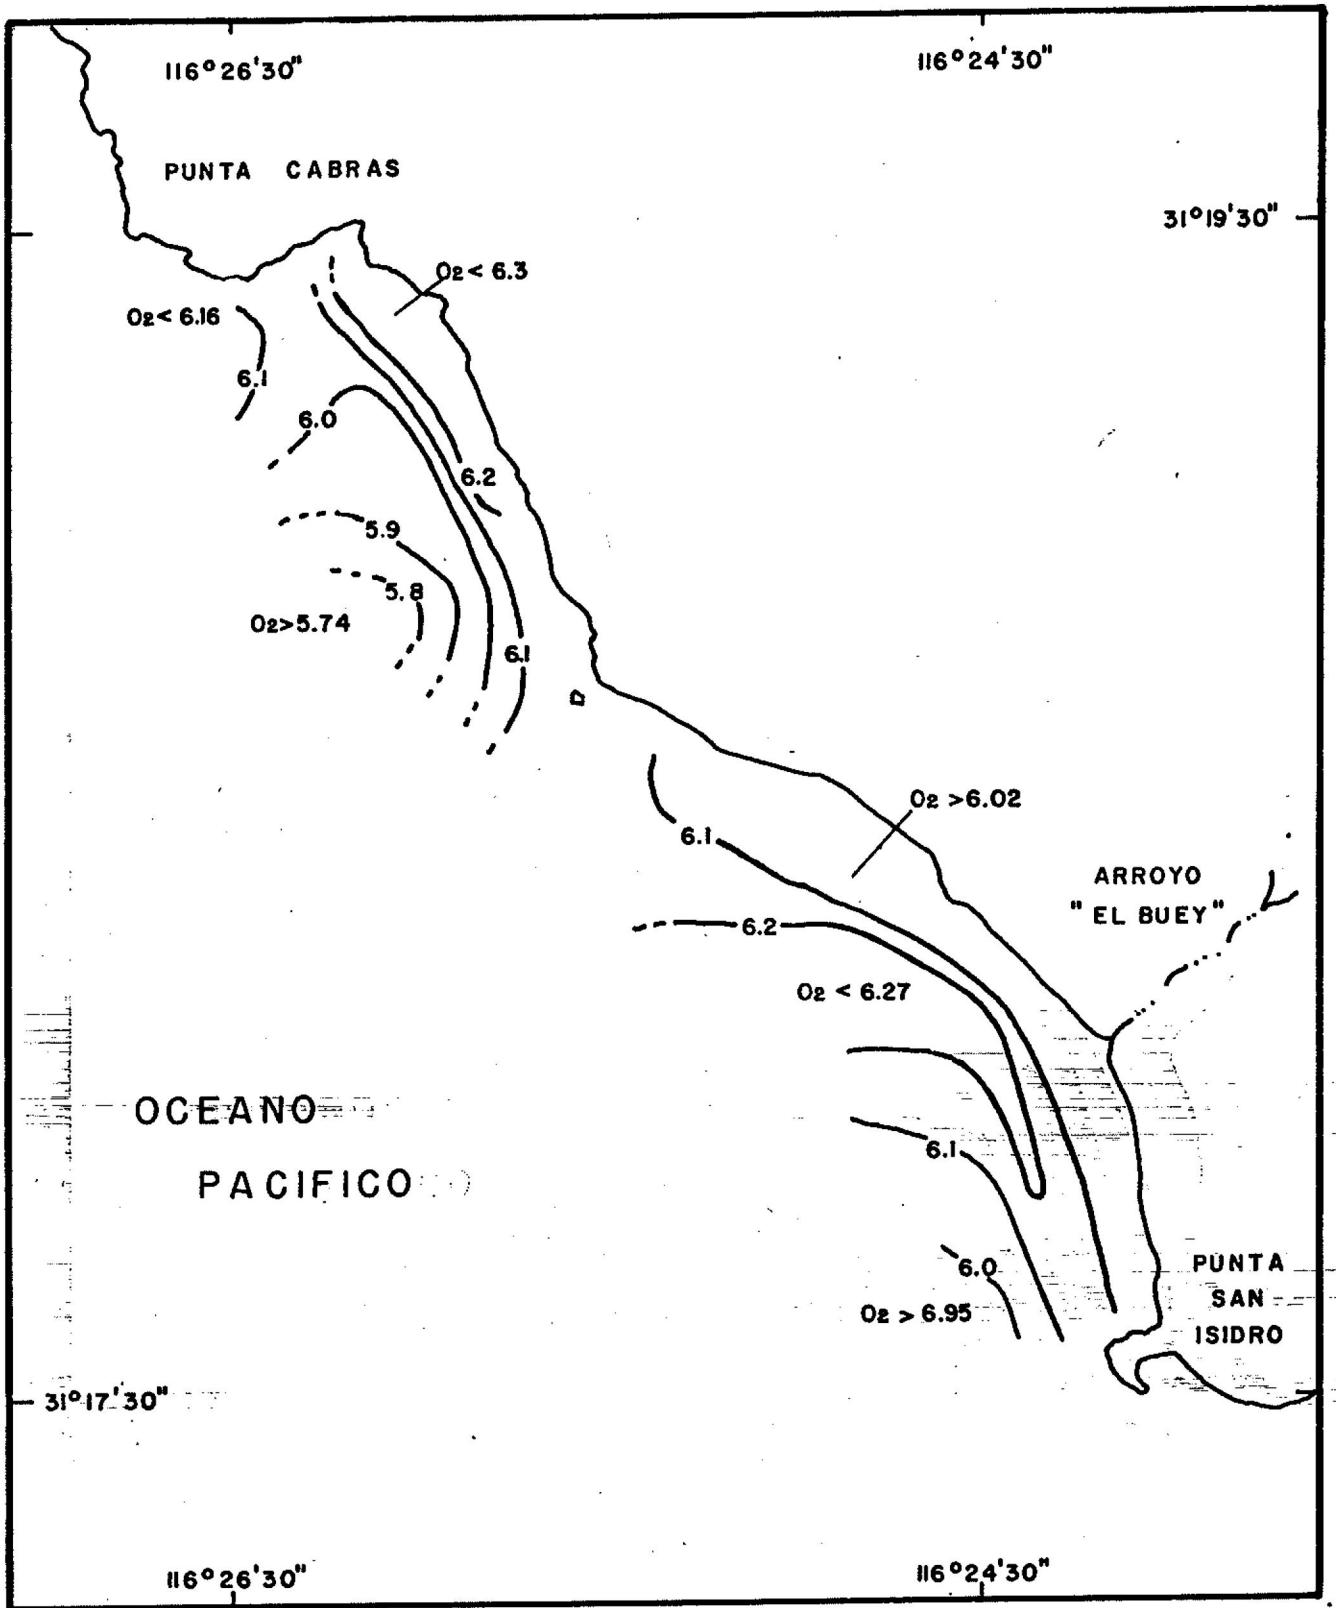 116°26'30"
116°24'30"
PUNTA CABRAS
31°19'30"
O2< 6.3
O2< 6.16
6.1
6.0
6.2
5.9
5.8
O2>5.74
6.1
O2 >6.02
6.1
ARROYO
"EL BUEY"
6.2
O2 < 6.27
OCEANO
PACIFICO
6.1
6.0
O2 > 6.95
PUNTA
SAN
ISIDRO
31°17'30"
116°26'30"
116°24'30"